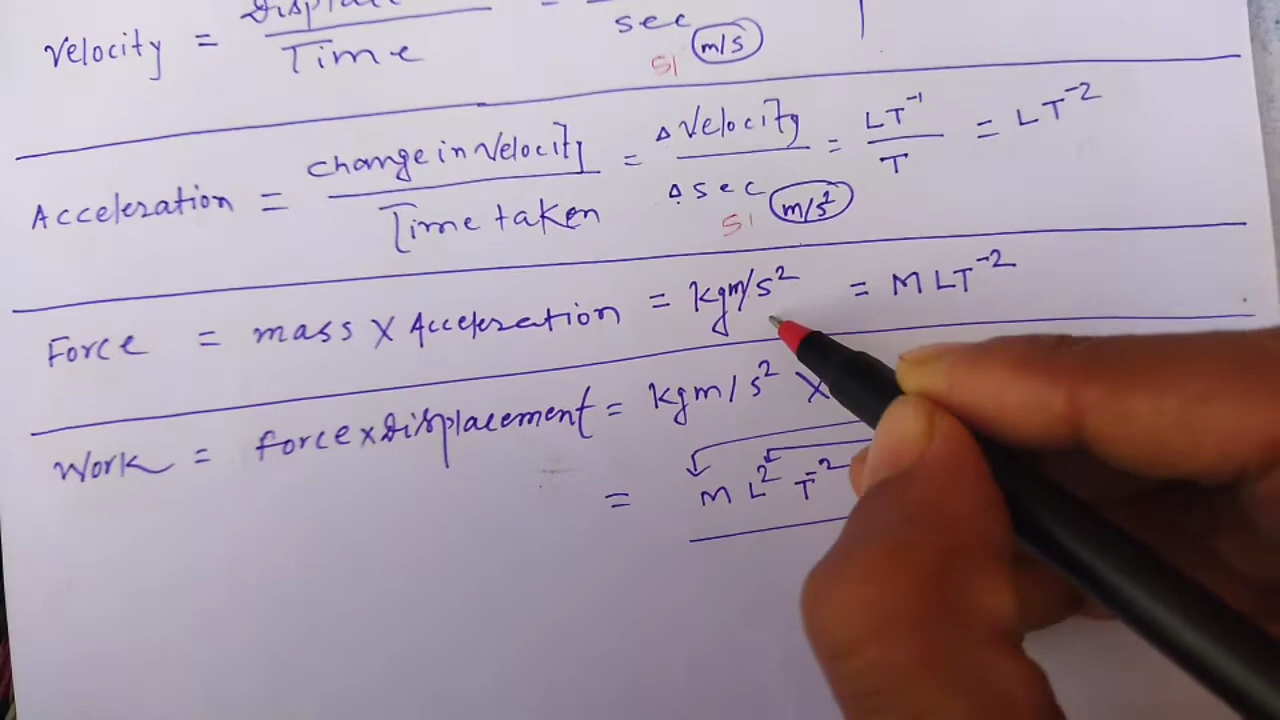 Velocity = / Time = / sec m/s
SI
Acceleration = change in Velocity / Time taken = Δ Velocity / Δ sec = LT⁻¹ / T = LT⁻²
SI m/s²
Force = mass X Acceleration = kgm/s² = MLT⁻²
Work = force x Displacement = kgm/s² X
= M L² T⁻²